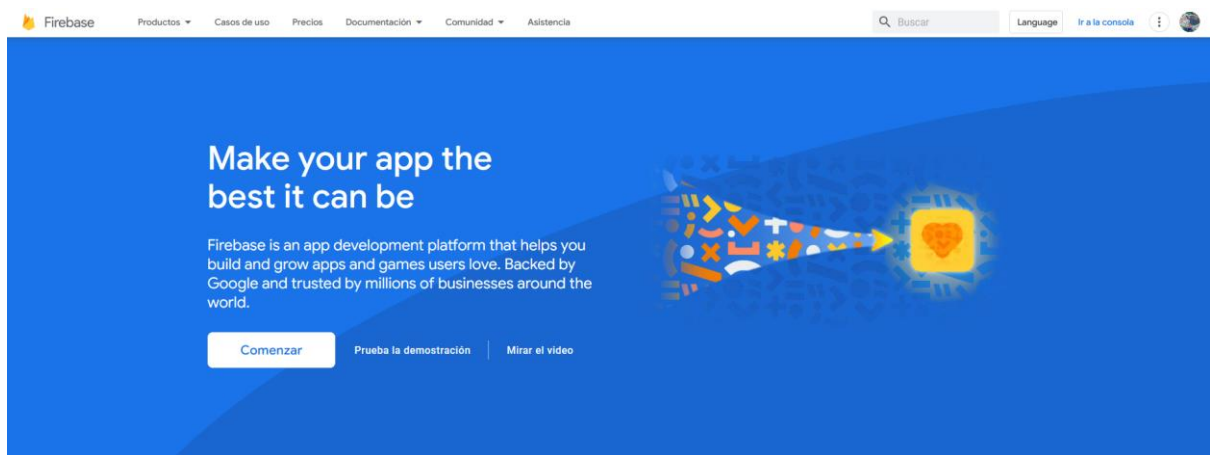 Firebase
Productos
Casos de uso
Precios
Documentación
Comunidad
Asistencia
Buscar
Language
Ir a la consola
Make your app the
best it can be
Firebase is an app development platform that helps you
build and grow apps and games users love. Backed by
Google and trusted by millions of businesses around the
world.
Comenzar
Prueba la demostración
Mirar el video